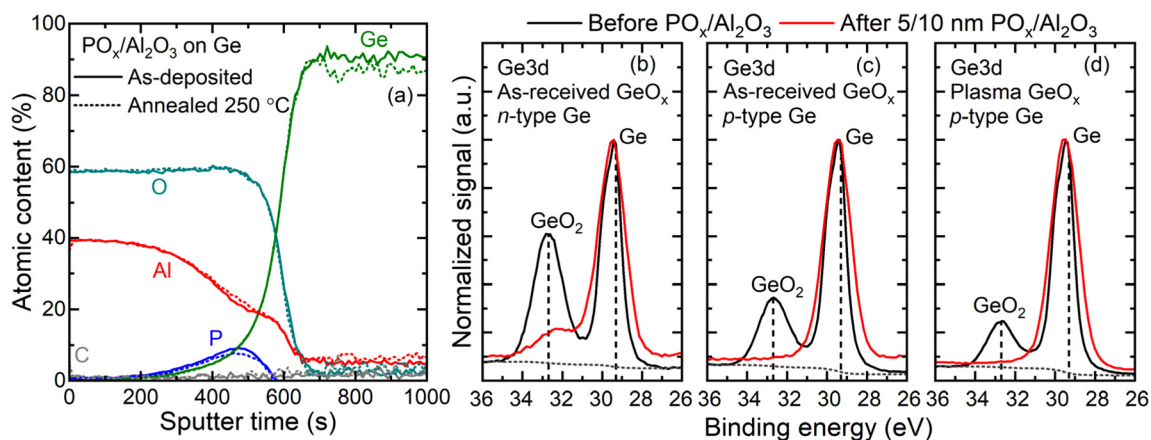 Before POₓ/Al₂O₃ After 5/10 nm POₓ/Al₂O₃
POₓ/Al₂O₃ on Ge
As-deposited
Annealed 250 °C
(a)
Ge
O
Al
P
C
Atomic content (%)
100
80
60
40
20
0
0 200 400 600 800 1000
Sputter time (s)
Normalized signal (a.u.)
(b)
Ge3d
As-received GeOₓ
n-type Ge
Ge
GeO₂
36 34 32 30 28 26
(c)
Ge3d
As-received GeOₓ
p-type Ge
Ge
GeO₂
36 34 32 30 28 26
(d)
Ge3d
Plasma GeOₓ
p-type Ge
Ge
GeO₂
36 34 32 30 28 26
Binding energy (eV)